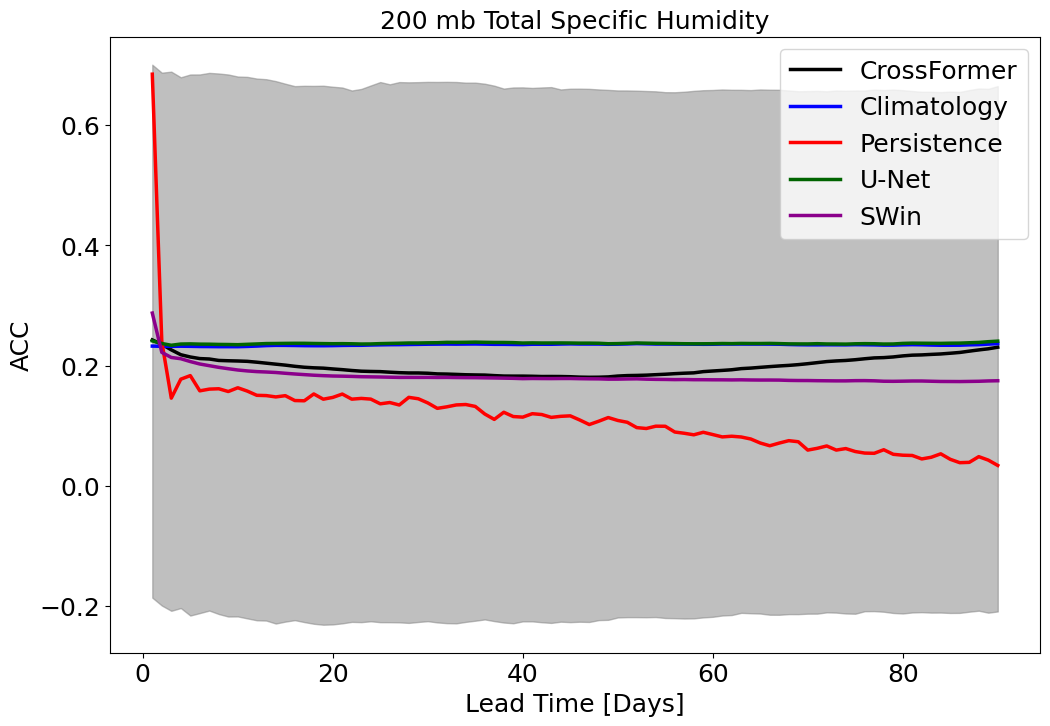 200 mb Total Specific Humidity
CrossFormer
Climatology
Persistence
U-Net
SWin
ACC
0.6
0.4
0.2
0.0
−0.2
0
20
40
60
80
Lead Time [Days]